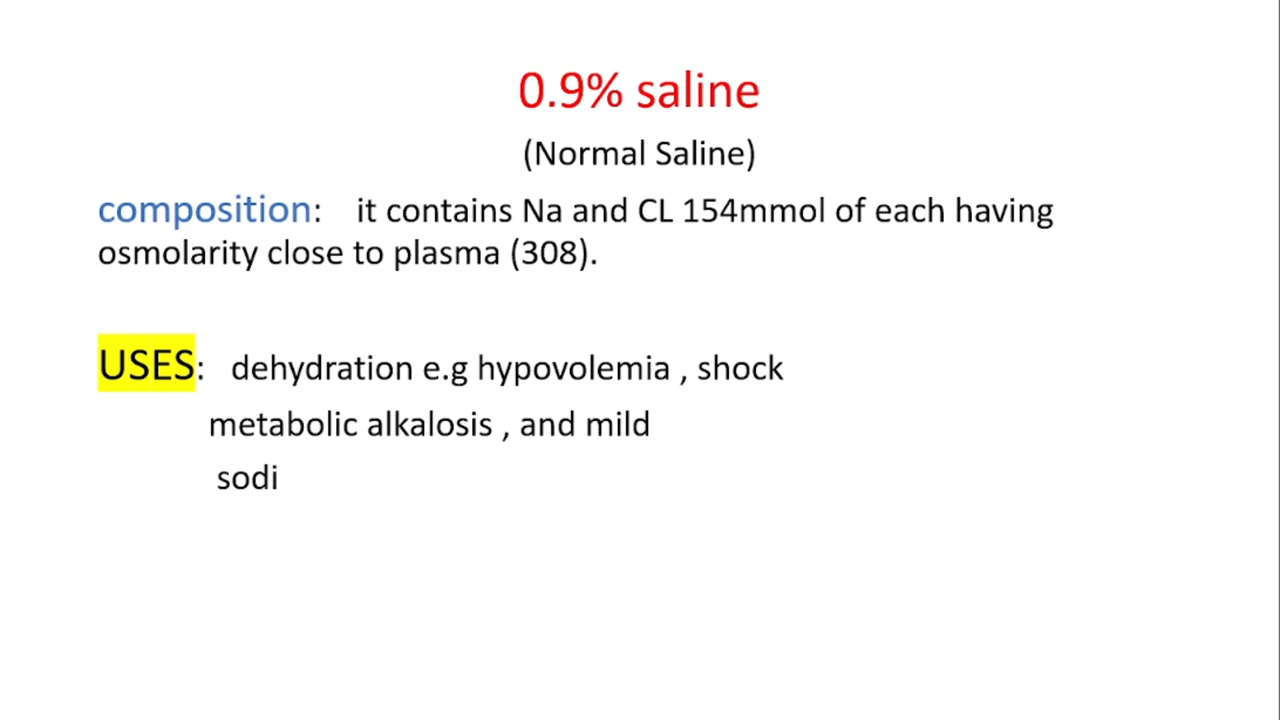 0.9% saline
(Normal Saline)
composition: it contains Na and CL 154mmol of each having
osmolarity close to plasma (308).
USES: dehydration e.g hypovolemia , shock
metabolic alkalosis , and mild
sodi